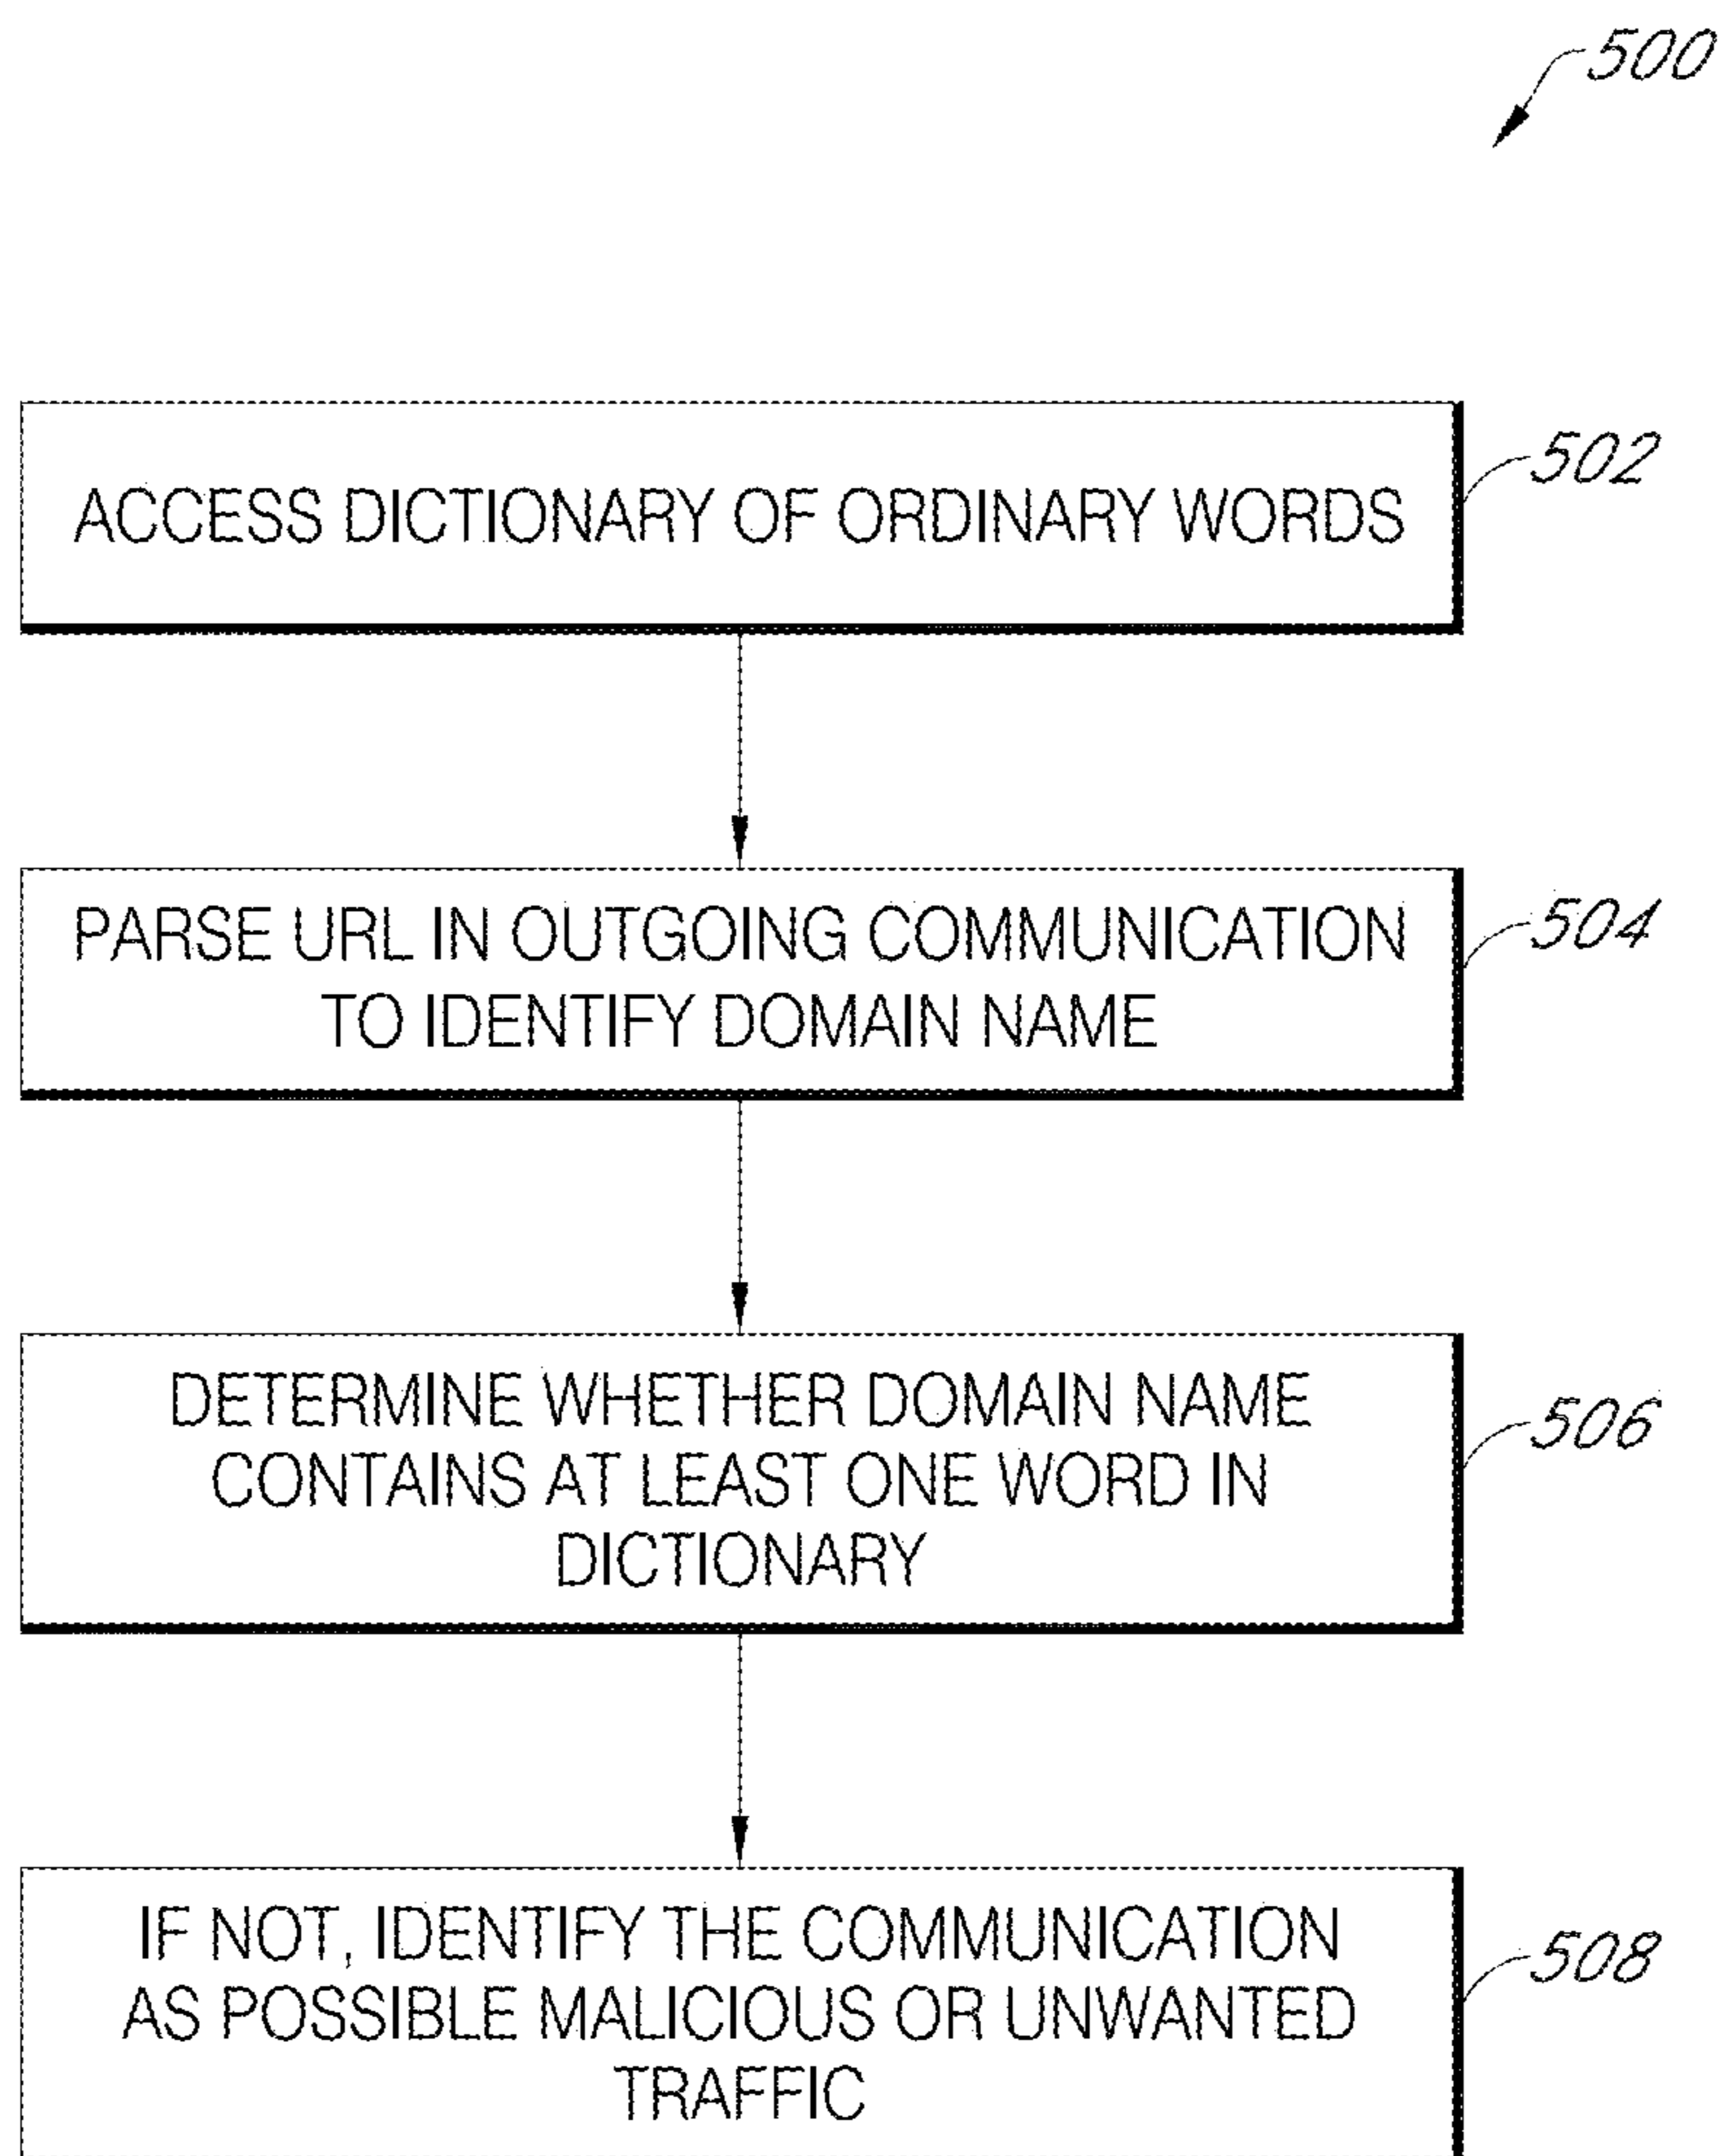 500
ACCESS DICTIONARY OF ORDINARY WORDS
502
PARSE URL IN OUTGOING COMMUNICATION
TO IDENTIFY DOMAIN NAME
504
DETERMINE WHETHER DOMAIN NAME
CONTAINS AT LEAST ONE WORD IN
DICTIONARY
506
IF NOT, IDENTIFY THE COMMUNICATION
AS POSSIBLE MALICIOUS OR UNWANTED
TRAFFIC
508